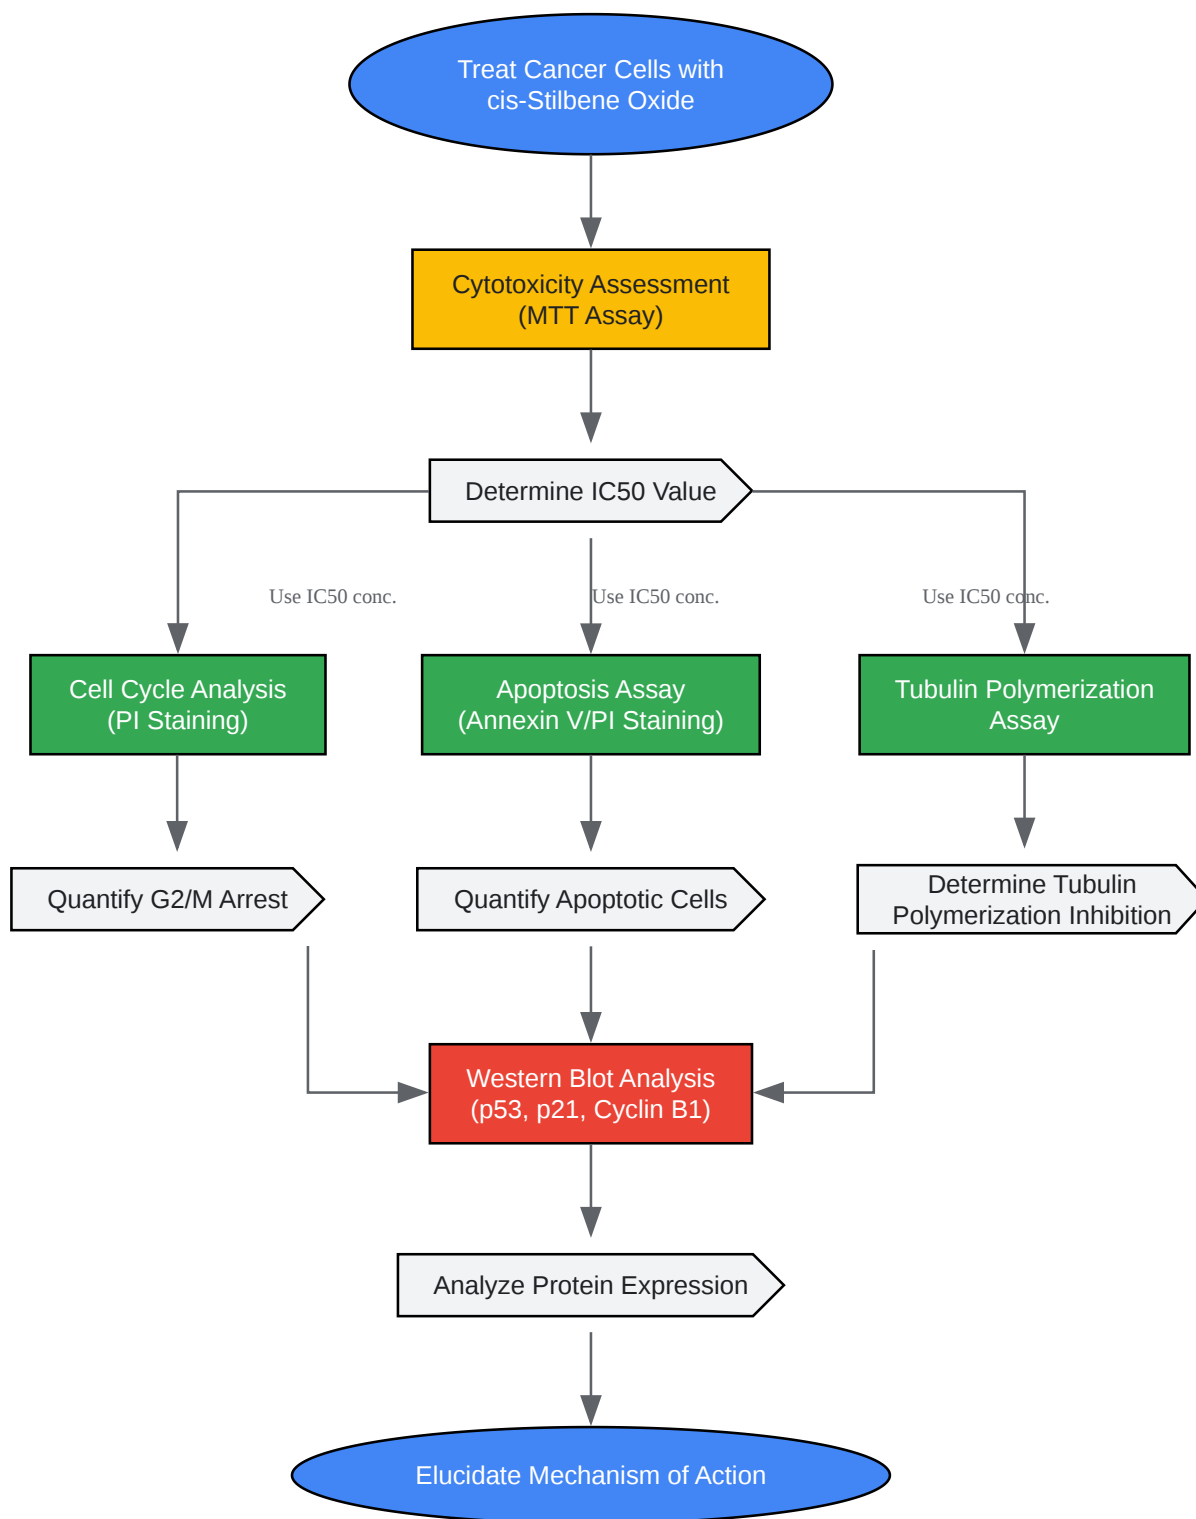 Treat Cancer Cells with
cis-Stilbene Oxide
Cytotoxicity Assessment
(MTT Assay)
Determine IC50 Value
Use IC50 conc.
Use IC50 conc.
Use IC50 conc.
Cell Cycle Analysis
(PI Staining)
Apoptosis Assay
(Annexin V/PI Staining)
Tubulin Polymerization
Assay
Quantify G2/M Arrest
Quantify Apoptotic Cells
Determine Tubulin
Polymerization Inhibition
Western Blot Analysis
(p53, p21, Cyclin B1)
Analyze Protein Expression
Elucidate Mechanism of Action